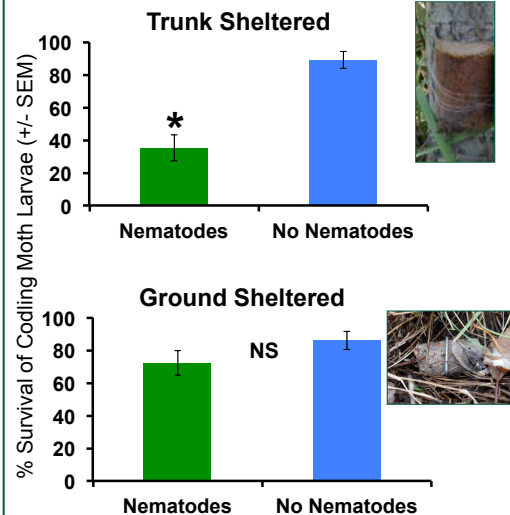 Trunk Sheltered
% Survival of Codling Moth Larvae (+/- SEM)
100
80
60
40
20
0
*
Nematodes No Nematodes
Ground Sheltered
100
80
60
40
20
0
NS
Nematodes No Nematodes